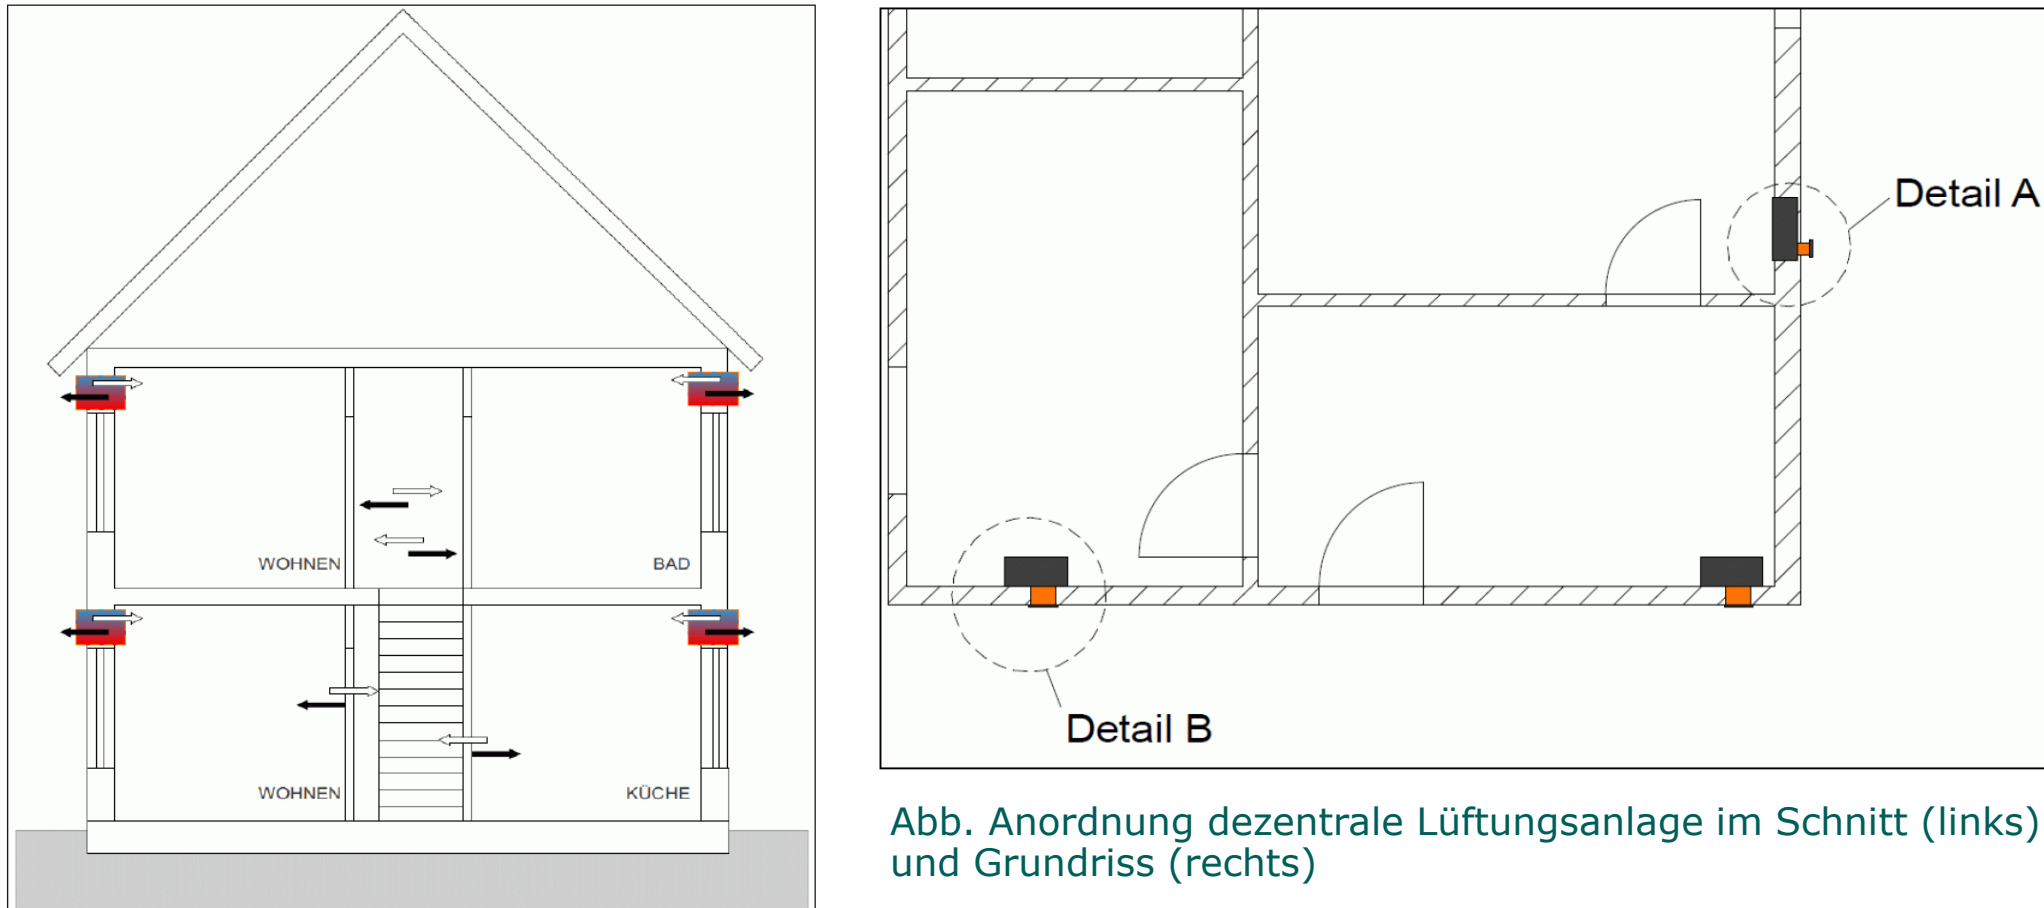 WOHNEN
BAD
WOHNEN
KÜCHE
Detail A
Detail B
Abb. Anordnung dezentrale Lüftungsanlage im Schnitt (links)
und Grundriss (rechts)